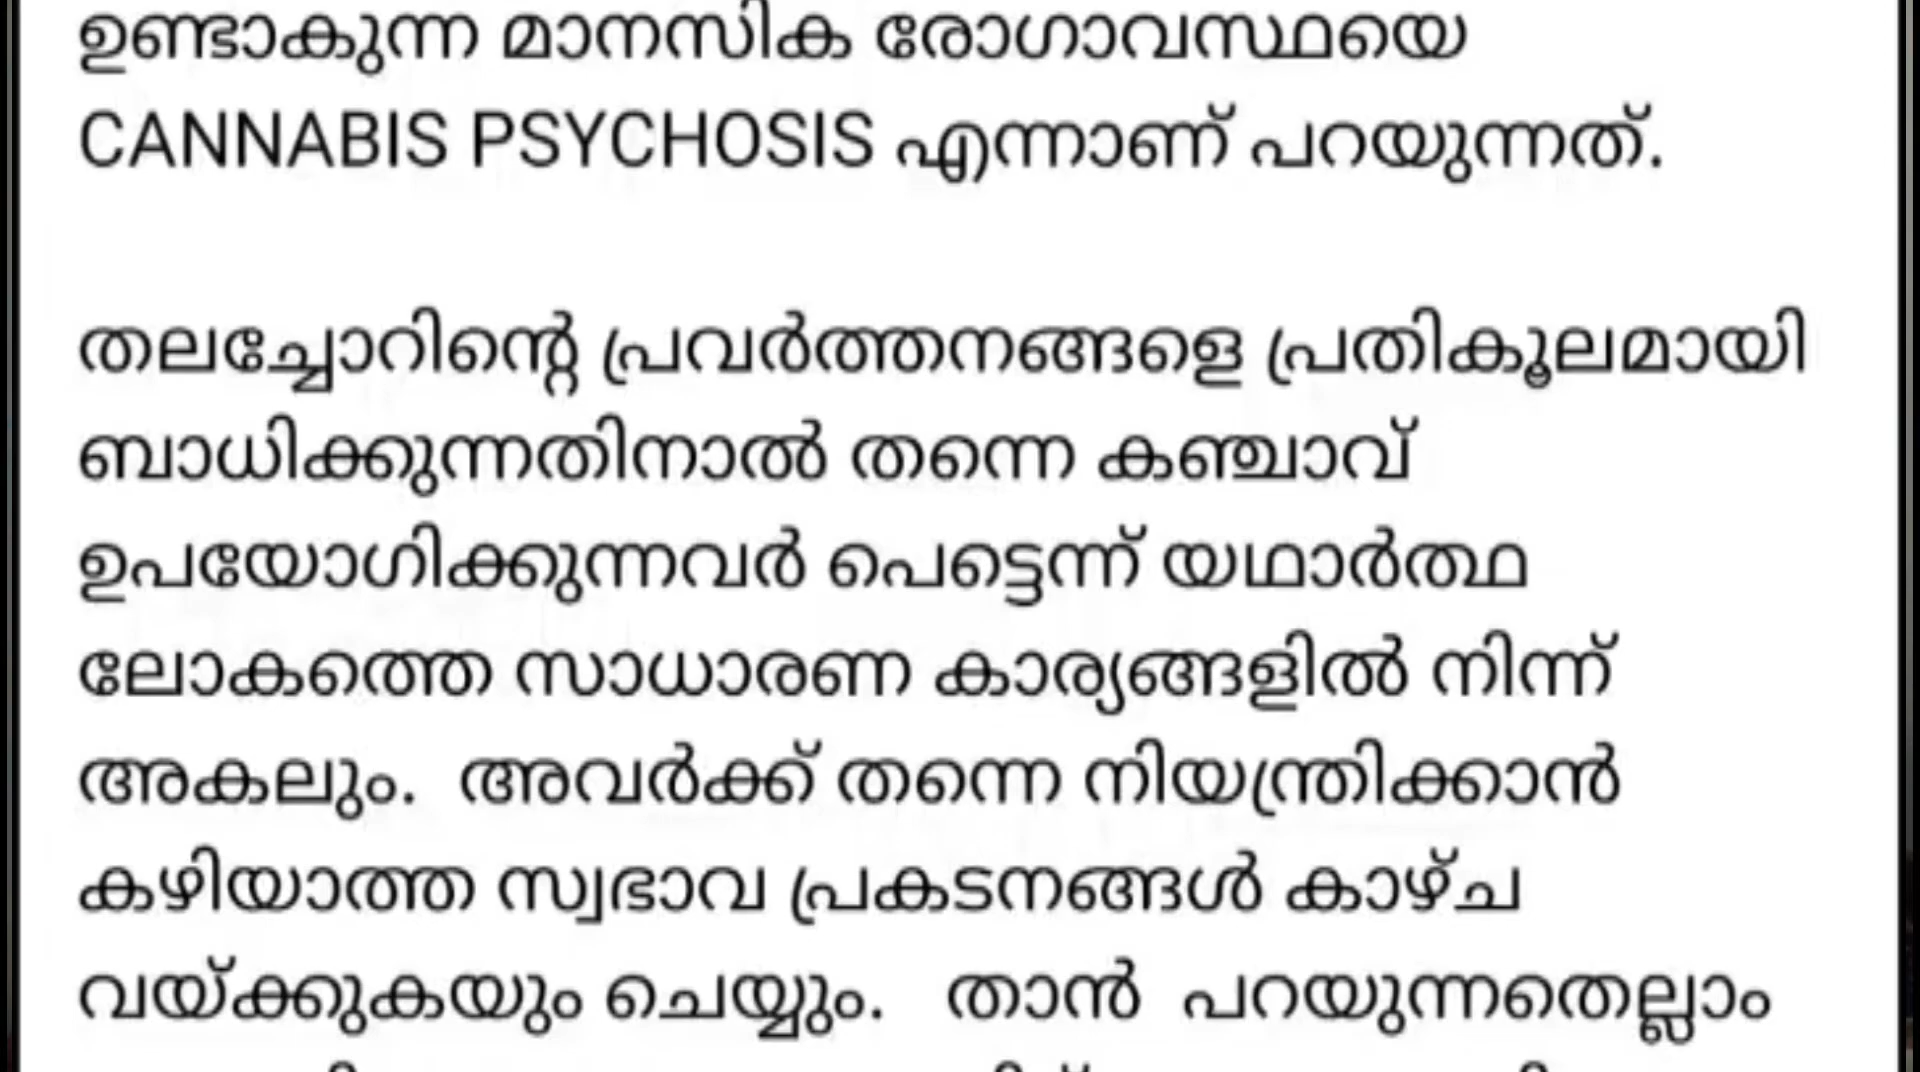 ഉണ്ടാകുന്ന മാനസിക രോഗാവസ്ഥയെ
CANNABIS PSYCHOSIS എന്നാണ് പറയുന്നത്.
തലച്ചോറിന്റെ പ്രവർത്തനങ്ങളെ പ്രതികൂലമായി
ബാധിക്കുന്നതിനാൽ തന്നെ കഞ്ചാവ്
ഉപയോഗിക്കുന്നവർ പെട്ടെന്ന് യഥാർത്ഥ
ലോകത്തെ സാധാരണ കാര്യങ്ങളിൽ നിന്ന്
അകലും. അവർക്ക് തന്നെ നിയന്ത്രിക്കാൻ
കഴിയാത്ത സ്വഭാവ പ്രകടനങ്ങൾ കാഴ്ച
വയ്ക്കുകയും ചെയ്യും. താൻ പറയുന്നതെല്ലാം